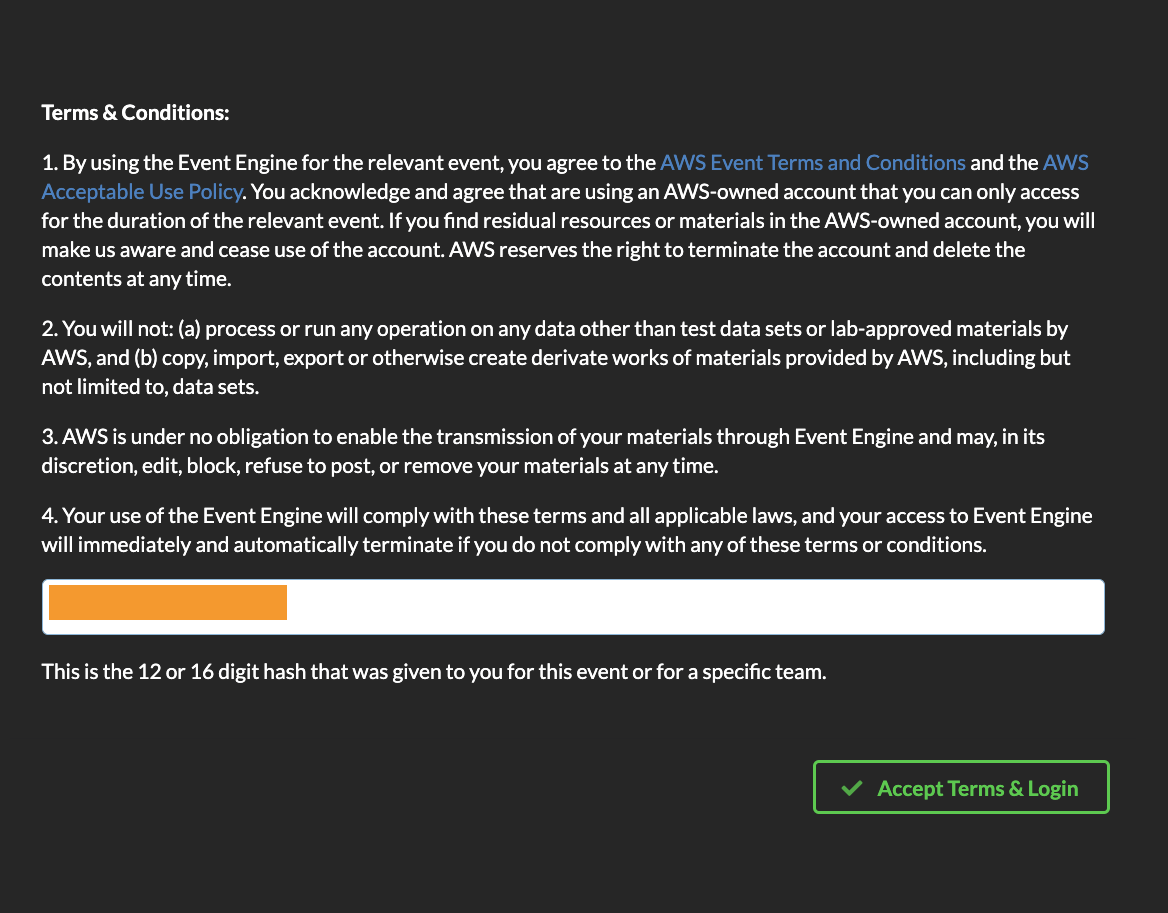 Terms & Conditions:
1. By using the Event Engine for the relevant event, you agree to the AWS Event Terms and Conditions and the AWS
Acceptable Use Policy. You acknowledge and agree that are using an AWS-owned account that you can only access
for the duration of the relevant event. If you find residual resources or materials in the AWS-owned account, you will
make us aware and cease use of the account. AWS reserves the right to terminate the account and delete the
contents at any time.
2. You will not: (a) process or run any operation on any data other than test data sets or lab-approved materials by
AWS, and (b) copy, import, export or otherwise create derivate works of materials provided by AWS, including but
not limited to, data sets.
3. AWS is under no obligation to enable the transmission of your materials through Event Engine and may, in its
discretion, edit, block, refuse to post, or remove your materials at any time.
4. Your use of the Event Engine will comply with these terms and all applicable laws, and your access to Event Engine
will immediately and automatically terminate if you do not comply with any of these terms or conditions.
This is the 12 or 16 digit hash that was given to you for this event or for a specific team.
Accept Terms & Login